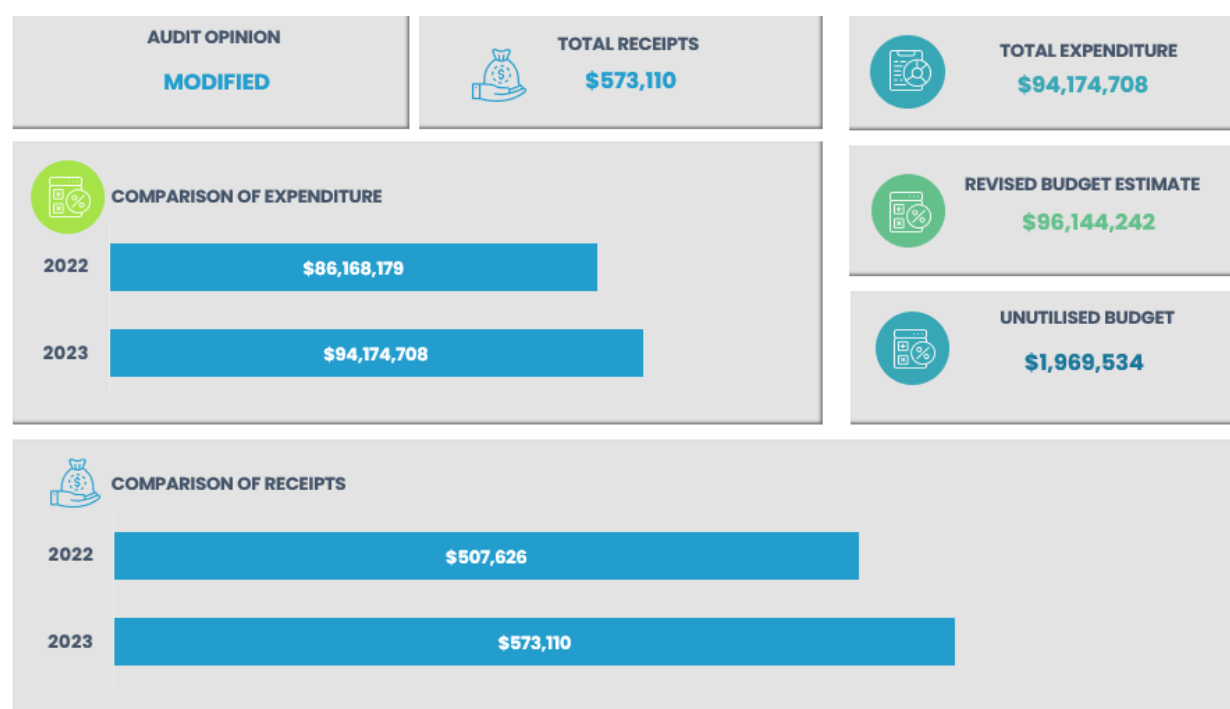 AUDIT OPINION
MODIFIED
TOTAL RECEIPTS
$573,110
TOTAL EXPENDITURE
$94,174,708
COMPARISON OF EXPENDITURE
2022
$86,168,179
2023
$94,174,708
REVISED BUDGET ESTIMATE
$96,144,242
UNUTILISED BUDGET
$1,969,534
COMPARISON OF RECEIPTS
2022
$507,626
2023
$573,110